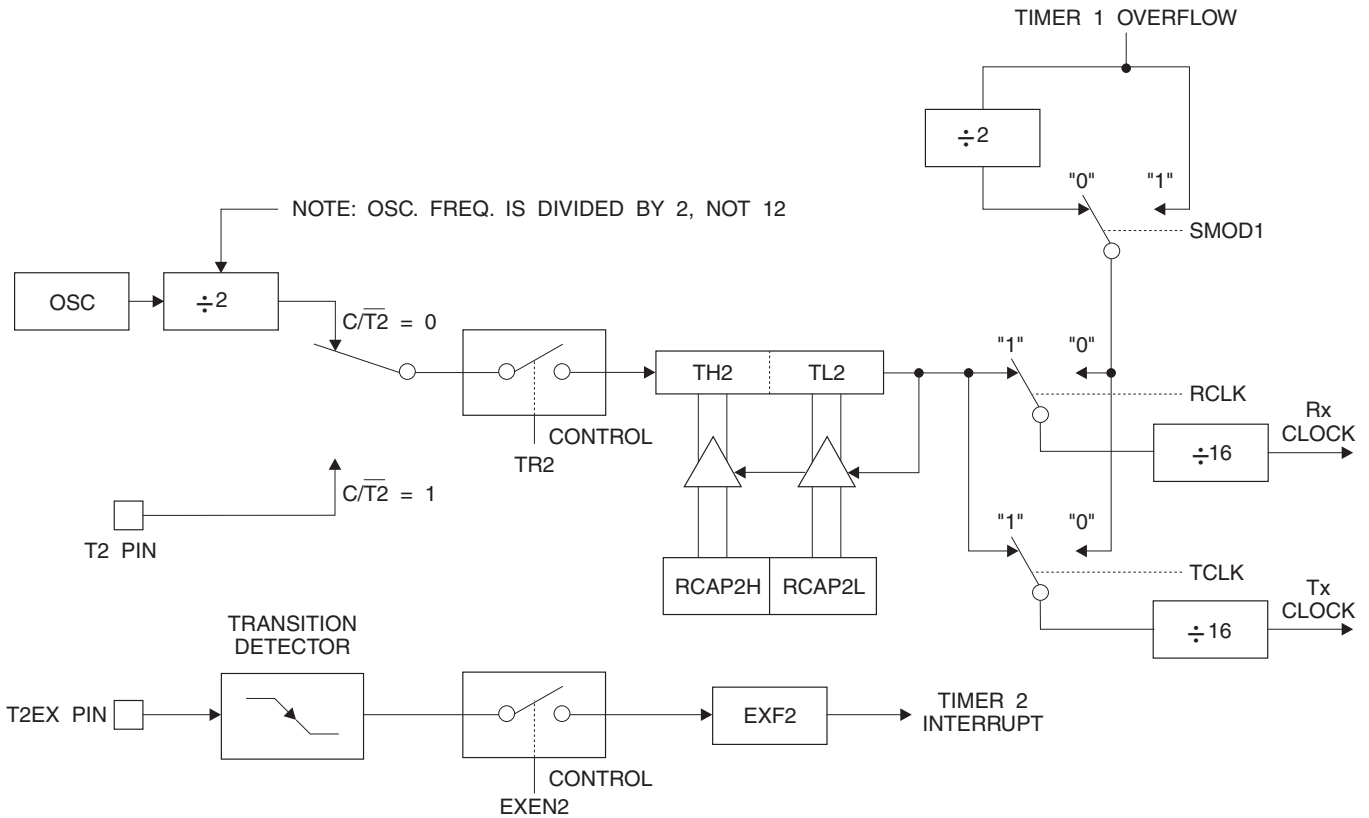 TIMER 1 OVERFLOW
÷2
"0"
"1"
SMOD1
NOTE: OSC. FREQ. IS DIVIDED BY 2, NOT 12
OSC
÷2
C/T̅2̅ = 0
TH2
TL2
"1"
"0"
RCLK
CONTROL
TR2
÷16
Rx
CLOCK
C/T̅2̅ = 1
T2 PIN
"1"
"0"
TCLK
RCAP2H
RCAP2L
÷16
Tx
CLOCK
TRANSITION
DETECTOR
T2EX PIN
EXF2
TIMER 2
INTERRUPT
CONTROL
EXEN2